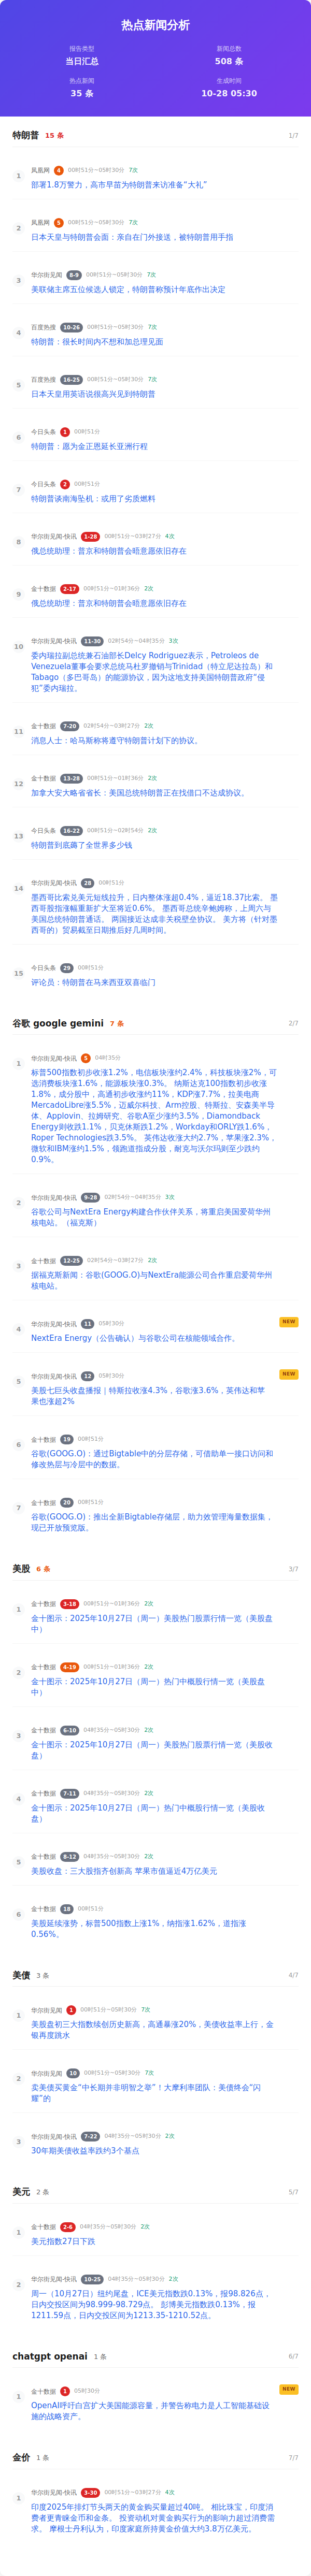 热点新闻分析
报告类型
新闻总数
当日汇总
508 条
热点新闻
生成时间
35 条
10-28 05:30
特朗普 15 条 1/7
1
凤凰网 4 00时51分~05时30分 7次
部署1.8万警力，高市早苗为特朗普来访准备“大礼”
2
凤凰网 5 00时51分~05时30分 7次
日本天皇与特朗普会面：亲自在门外接送，被特朗普用手指
3
华尔街见闻 8-9 00时51分~05时30分 7次
美联储主席五位候选人锁定，特朗普称预计年底作出决定
4
百度热搜 10-26 00时51分~05时30分 7次
特朗普：很长时间内不想和加总理见面
5
百度热搜 16-25 00时51分~05时30分 7次
日本天皇用英语说很高兴见到特朗普
6
今日头条 1 00时51分
特朗普：愿为金正恩延长亚洲行程
7
今日头条 2 00时51分
特朗普谈南海坠机：或用了劣质燃料
8
华尔街见闻-快讯 1-28 00时51分~03时27分 4次
俄总统助理：普京和特朗普会晤意愿依旧存在
9
金十数据 2-17 00时51分~01时36分 2次
俄总统助理：普京和特朗普会晤意愿依旧存在
10
华尔街见闻-快讯 11-30 02时54分~04时35分 3次
委内瑞拉副总统兼石油部长Delcy Rodriguez表示，Petroleos de
Venezuela董事会要求总统马杜罗撤销与Trinidad（特立尼达拉岛）和
Tabago（多巴哥岛）的能源协议，因为该地支持美国特朗普政府“侵
犯”委内瑞拉。
11
金十数据 7-20 02时54分~03时27分 2次
消息人士：哈马斯称将遵守特朗普计划下的协议。
12
金十数据 13-28 00时51分~01时36分 2次
加拿大安大略省省长：美国总统特朗普正在找借口不达成协议。
13
今日头条 16-22 00时51分~02时54分 2次
特朗普到底薅了全世界多少钱
14
华尔街见闻-快讯 28 00时51分
墨西哥比索兑美元短线拉升，日内整体涨超0.4%，逼近18.37比索。 墨
西哥股指涨幅重新扩大至将近0.6%。 墨西哥总统辛鲍姆称，上周六与
美国总统特朗普通话。 两国接近达成非关税壁垒协议。 美方将（针对墨
西哥的）贸易截至日期推后好几周时间。
15
今日头条 29 00时51分
评论员：特朗普在马来西亚双喜临门
谷歌 google gemini 7 条 2/7
1
华尔街见闻-快讯 5 04时35分
标普500指数初步收涨1.2%，电信板块涨约2.4%，科技板块涨2%，可
选消费板块涨1.6%，能源板块涨0.3%。 纳斯达克100指数初步收涨
1.8%，成分股中，高通初步收涨约11%，KDP涨7.7%，拉美电商
MercadoLibre涨5.5%，迈威尔科技、Arm控股、特斯拉、安森美半导
体、Applovin、拉姆研究、谷歌A至少涨约3.5%，Diamondback
Energy则收跌1.1%，贝克休斯跌1.2%，Workday和ORLY跌1.6%，
Roper Technologies跌3.5%。 英伟达收涨大约2.7%，苹果涨2.3%，
微软和IBM涨约1.5%，领跑道指成分股，耐克与沃尔玛则至少跌约
0.9%。
2
华尔街见闻-快讯 9-28 02时54分~04时35分 3次
谷歌公司与NextEra Energy构建合作伙伴关系，将重启美国爱荷华州
核电站。（福克斯）
3
金十数据 12-25 02时54分~03时27分 2次
据福克斯新闻：谷歌(GOOG.O)与NextEra能源公司合作重启爱荷华州
核电站。
4
华尔街见闻-快讯 11 05时30分 NEW
NextEra Energy（公告确认）与谷歌公司在核能领域合作。
5
华尔街见闻-快讯 12 05时30分 NEW
美股七巨头收盘播报｜特斯拉收涨4.3%，谷歌涨3.6%，英伟达和苹
果也涨超2%
6
金十数据 19 00时51分
谷歌(GOOG.O)：通过Bigtable中的分层存储，可借助单一接口访问和
修改热层与冷层中的数据。
7
金十数据 20 00时51分
谷歌(GOOG.O)：推出全新Bigtable存储层，助力效管理海量数据集，
现已开放预览版。
美股 6 条 3/7
1
金十数据 3-18 00时51分~01时36分 2次
金十图示：2025年10月27日（周一）美股热门股票行情一览（美股盘
中）
2
金十数据 4-19 00时51分~01时36分 2次
金十图示：2025年10月27日（周一）热门中概股行情一览（美股盘
中）
3
金十数据 6-10 04时35分~05时30分 2次
金十图示：2025年10月27日（周一）美股热门股票行情一览（美股收
盘）
4
金十数据 7-11 04时35分~05时30分 2次
金十图示：2025年10月27日（周一）热门中概股行情一览（美股收
盘）
5
金十数据 8-12 04时35分~05时30分 2次
美股收盘：三大股指齐创新高 苹果市值逼近4万亿美元
6
金十数据 18 00时51分
美股延续涨势，标普500指数上涨1%，纳指涨1.62%，道指涨
0.56%。
美债 3 条 4/7
1
华尔街见闻 1 00时51分~05时30分 7次
美股盘初三大指数续创历史新高，高通暴涨20%，美债收益率上行，金
银再度跳水
2
华尔街见闻 10 00时51分~05时30分 7次
卖美债买黄金“中长期并非明智之举”！大摩利率团队：美债终会“闪
耀”的
3
华尔街见闻-快讯 7-22 04时35分~05时30分 2次
30年期美债收益率跌约3个基点
美元 2 条 5/7
1
金十数据 2-6 04时35分~05时30分 2次
美元指数27日下跌
2
华尔街见闻-快讯 10-25 04时35分~05时30分 2次
周一（10月27日）纽约尾盘，ICE美元指数跌0.13%，报98.826点，
日内交投区间为98.999-98.729点。 彭博美元指数跌0.13%，报
1211.59点，日内交投区间为1213.35-1210.52点。
chatgpt openai 1 条 6/7
1
金十数据 1 05时30分 NEW
OpenAI呼吁白宫扩大美国能源容量，并警告称电力是人工智能基础设
施的战略资产。
金价 1 条 7/7
1
华尔街见闻-快讯 3-30 00时51分~03时27分 4次
印度2025年排灯节头两天的黄金购买量超过40吨。 相比珠宝，印度消
费者更青睐金币和金条。 投资动机对黄金购买行为的影响力超过消费需
求。 摩根士丹利认为，印度家庭所持黄金价值大约3.8万亿美元。